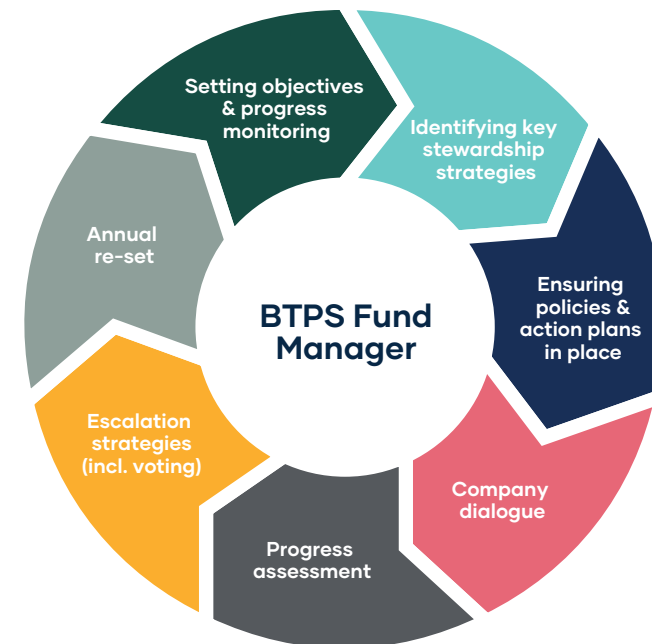 Setting objectives
& progress
monitoring
Identifying key
stewardship
strategies
Ensuring
policies &
action plans
in place
Company
dialogue
Progress
assessment
Escalation
strategies
(incl. voting)
Annual
re-set
BTPS Fund
Manager